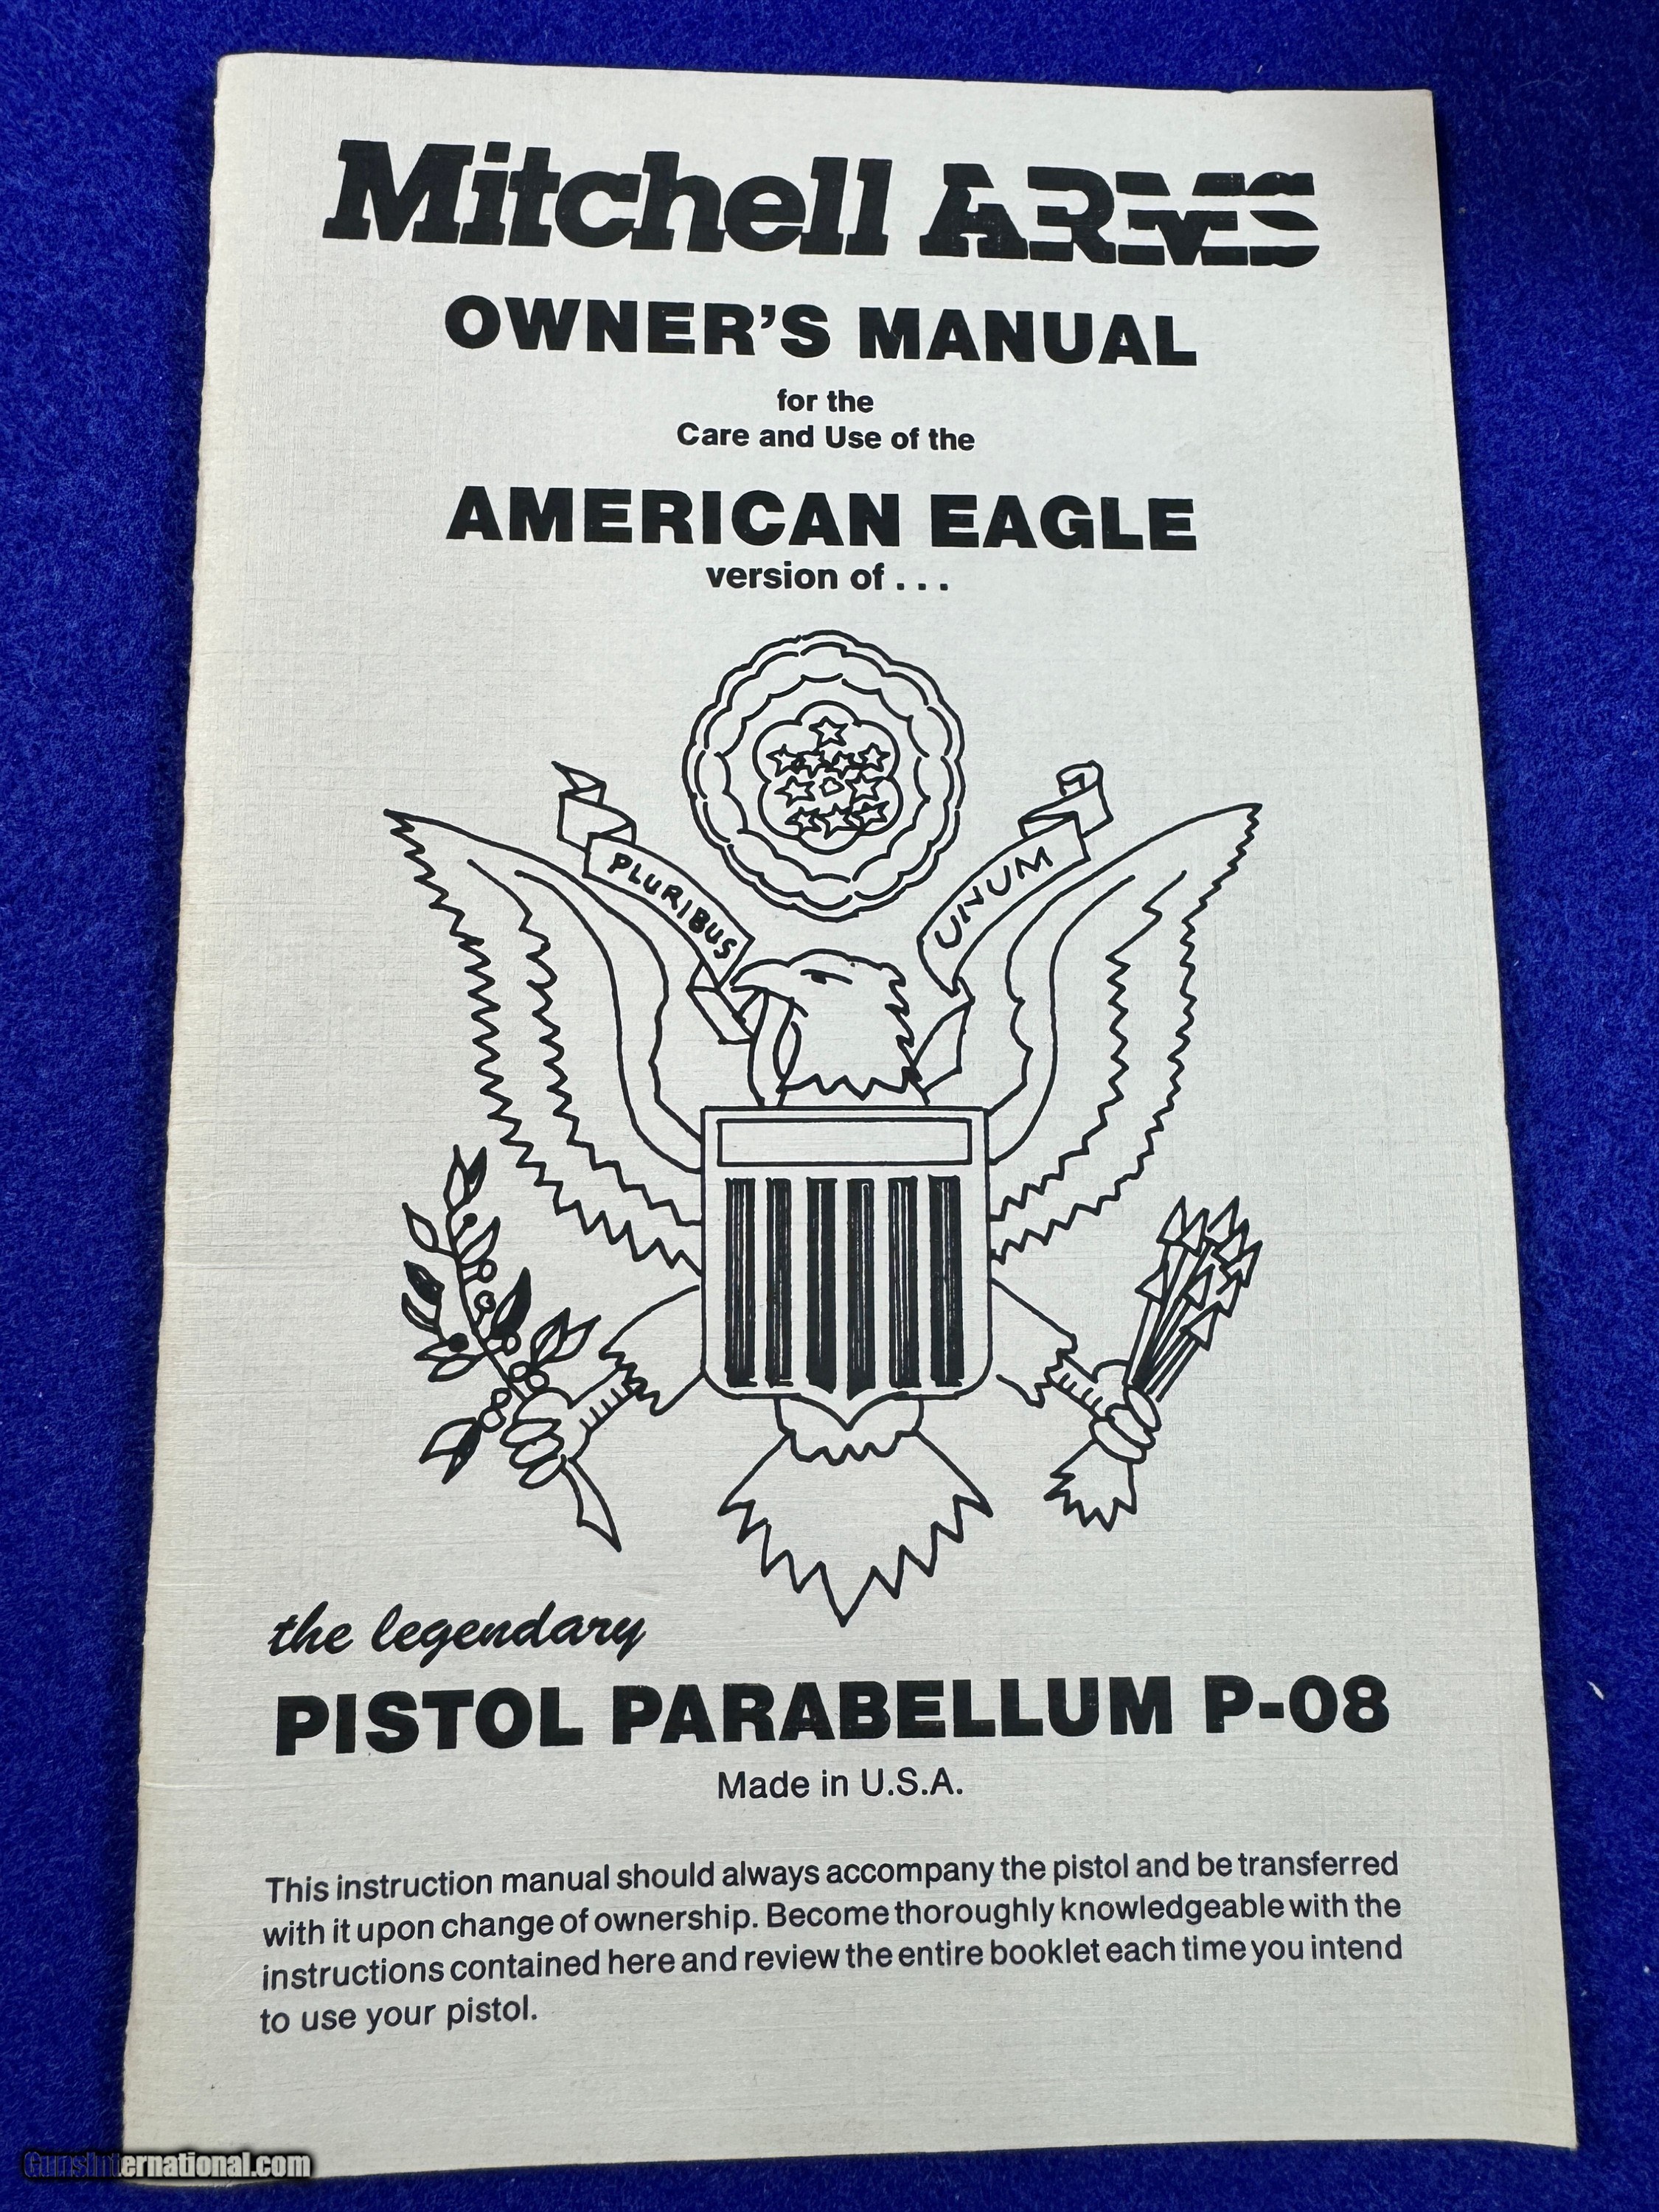 Mitchell ARMS
OWNER'S MANUAL
for the
Care and Use of the
AMERICAN EAGLE
version of . . .
PLURIBUS
UNUM
the legendary
PISTOL PARABELLUM P-08
Made in U.S.A.
This instruction manual should always accompany the pistol and be transferred
with it upon change of ownership. Become thoroughly knowledgeable with the
instructions contained here and review the entire booklet each time you intend
to use your pistol.
GunsInternational.com